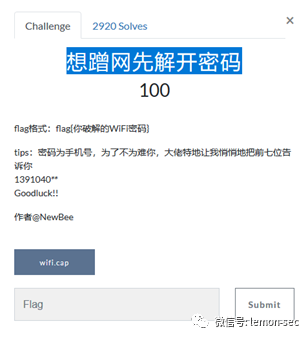 Challenge
2920 Solves
×
想蹭网先解开密码
100
flag格式：flag{你破解的WiFi密码}
tips：密码为手机号，为了不为难你，大佬特地让我悄悄地把前七位告
诉你
1391040**
Goodluck!!
作者@NewBee
wifi.cap
Flag
Submit
微信号: lemon-sec